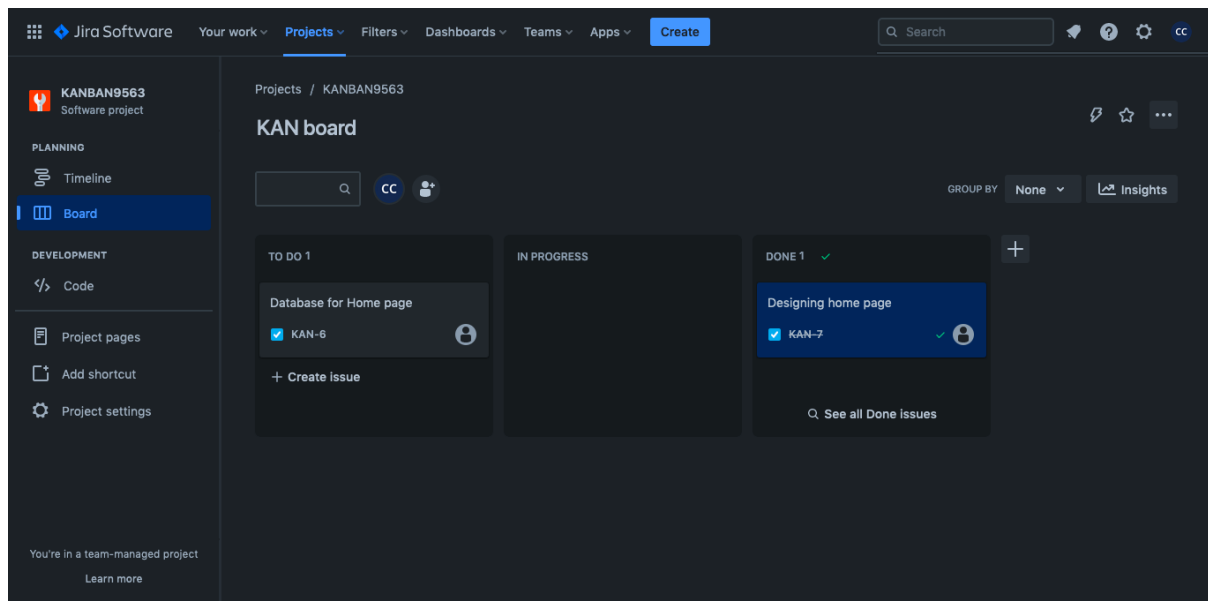 Jira Software Your work Projects Filters Dashboards Teams Apps Create Search CC
KANBAN9563
Software project
PLANNING
Timeline
Board
DEVELOPMENT
Code
Project pages
Add shortcut
Project settings
You're in a team-managed project
Learn more
Projects / KANBAN9563
KAN board
CC GROUP BY None Insights
TO DO 1
Database for Home page
KAN-6
Create issue
IN PROGRESS
DONE 1
Designing home page
KAN-7
See all Done issues